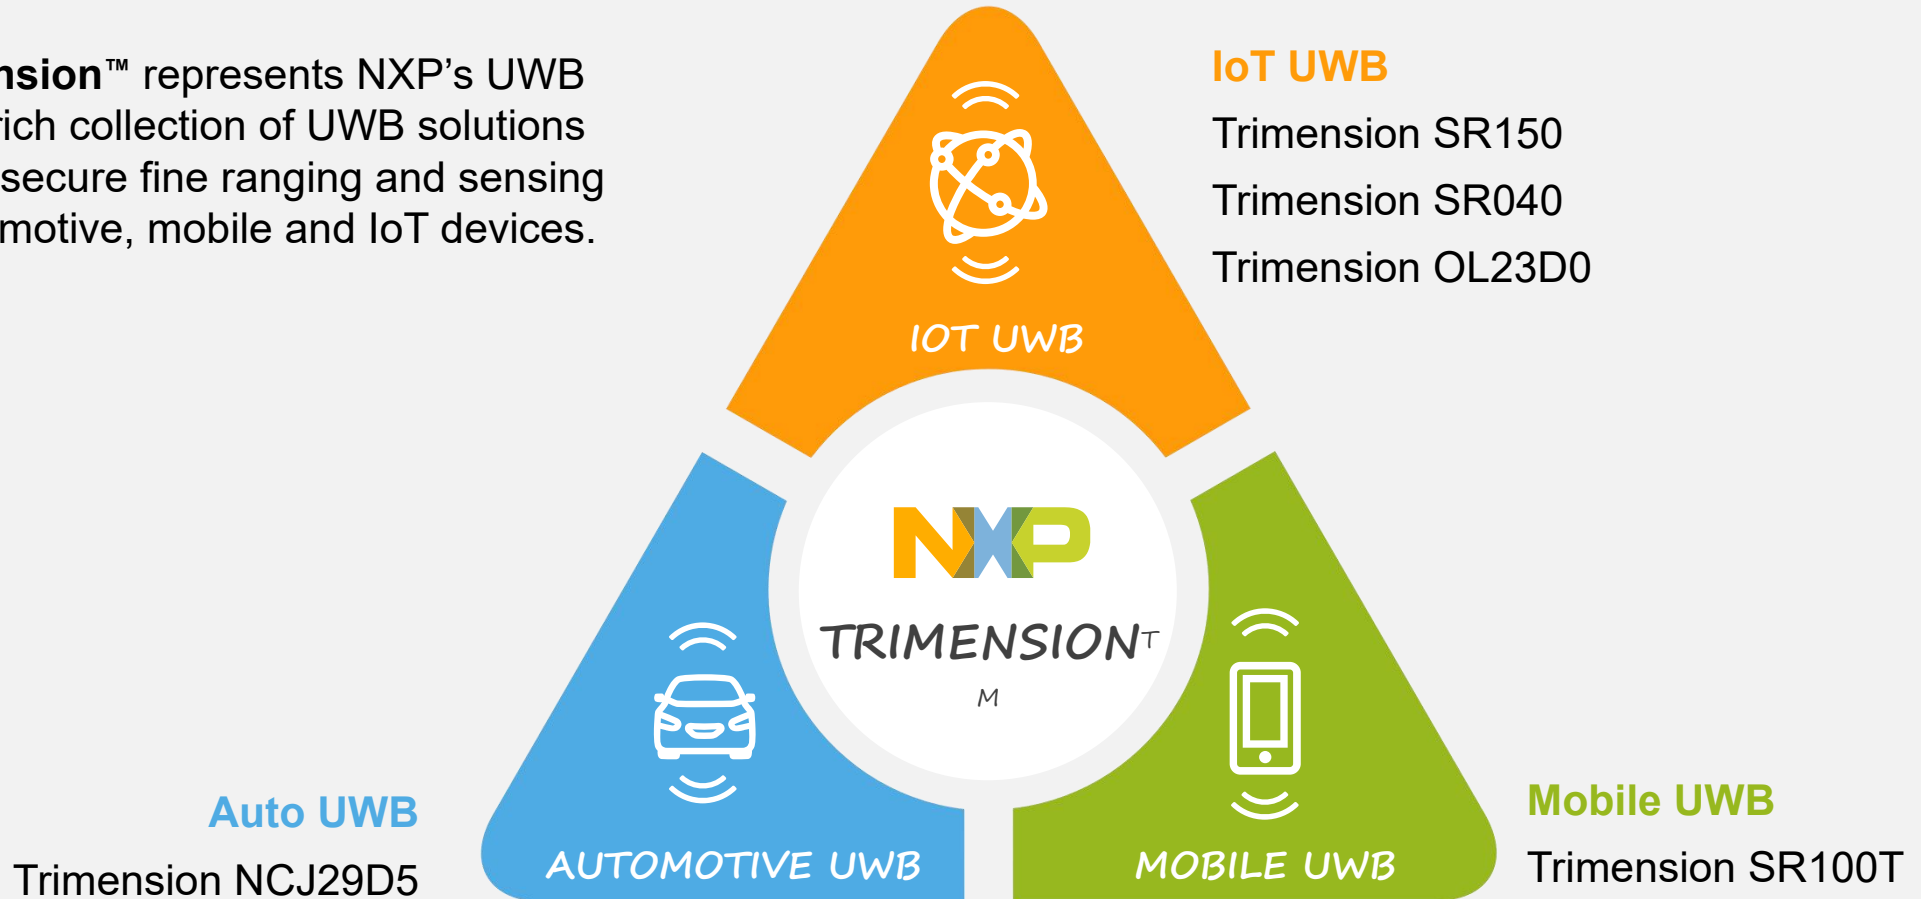 nsion™ represents NXP's UWB
rich collection of UWB solutions
secure fine ranging and sensing
motive, mobile and IoT devices.
IoT UWB
Trimension SR150
Trimension SR040
Trimension OL23D0
IOT UWB
NXP
TRIMENSIONT
M
Auto UWB
Trimension NCJ29D5
AUTOMOTIVE UWB
MOBILE UWB
Mobile UWB
Trimension SR100T